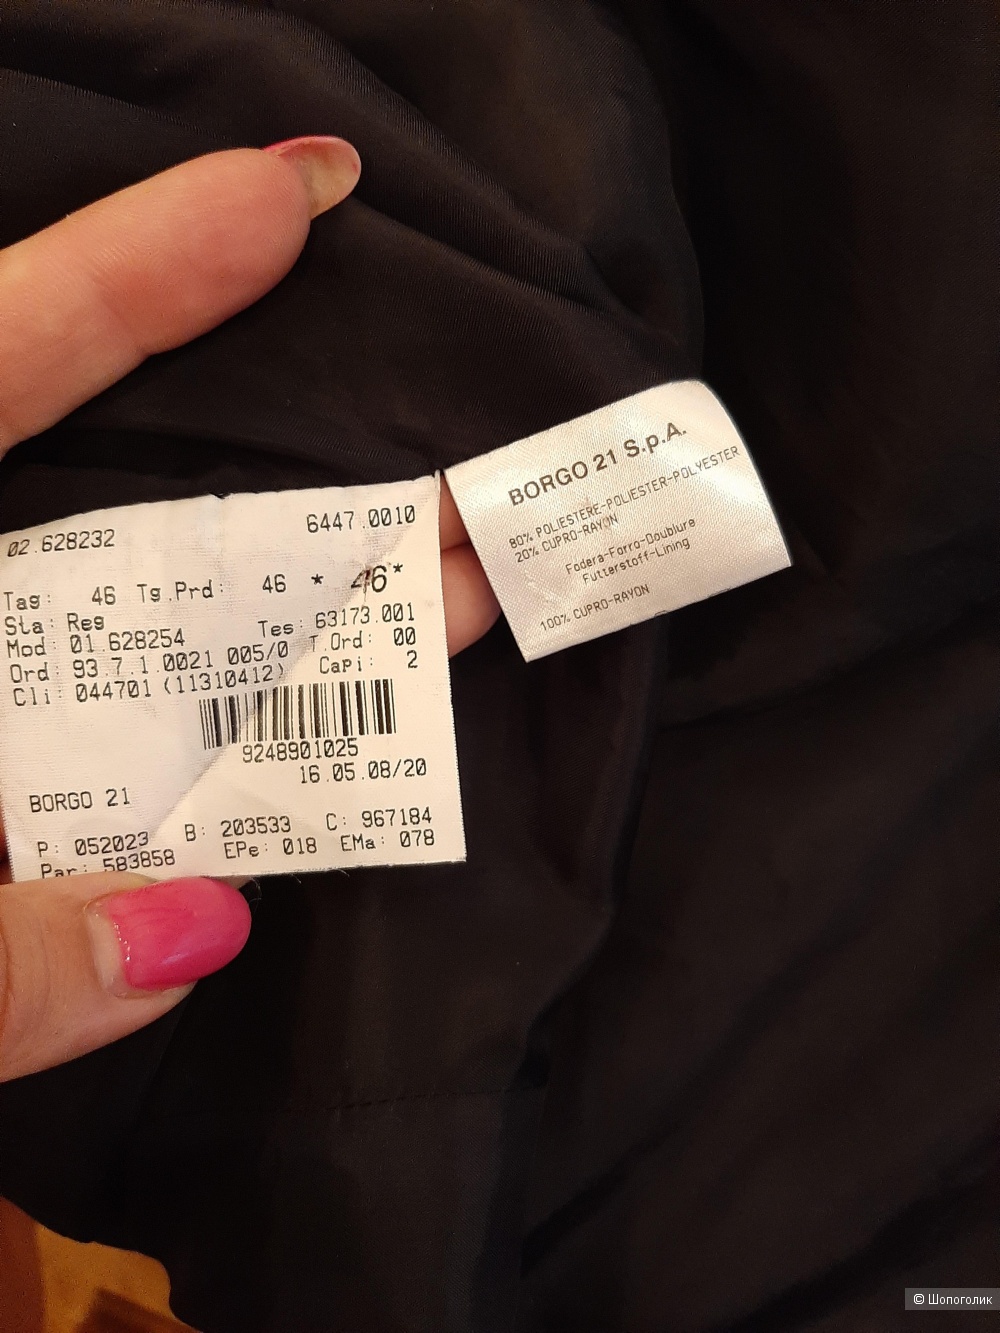 02.628232
6447.0010
Tag: 46 Tg.Prd: 46 * 46*
Sta: Reg
Tes: 63173.001
Mod: 01.628254
T.Ord: 00
Ord: 93.7.1.0021 005/0
Capi: 2
Cli: 044701 (11310412)
9248901025
16.05.08/20
BORGO 21
P: 052023 B: 203533 C: 967184
Par: 583858 EPe: 018 EMa: 078
BORGO 21 S.p.A.
80% POLIESTERE-POLIESTER-POLYESTER
20% CUPRO-RAYON
Fodera-Forro-Doublure
Futterstoff-Lining
100% CUPRO-RAYON
© Шопоголик